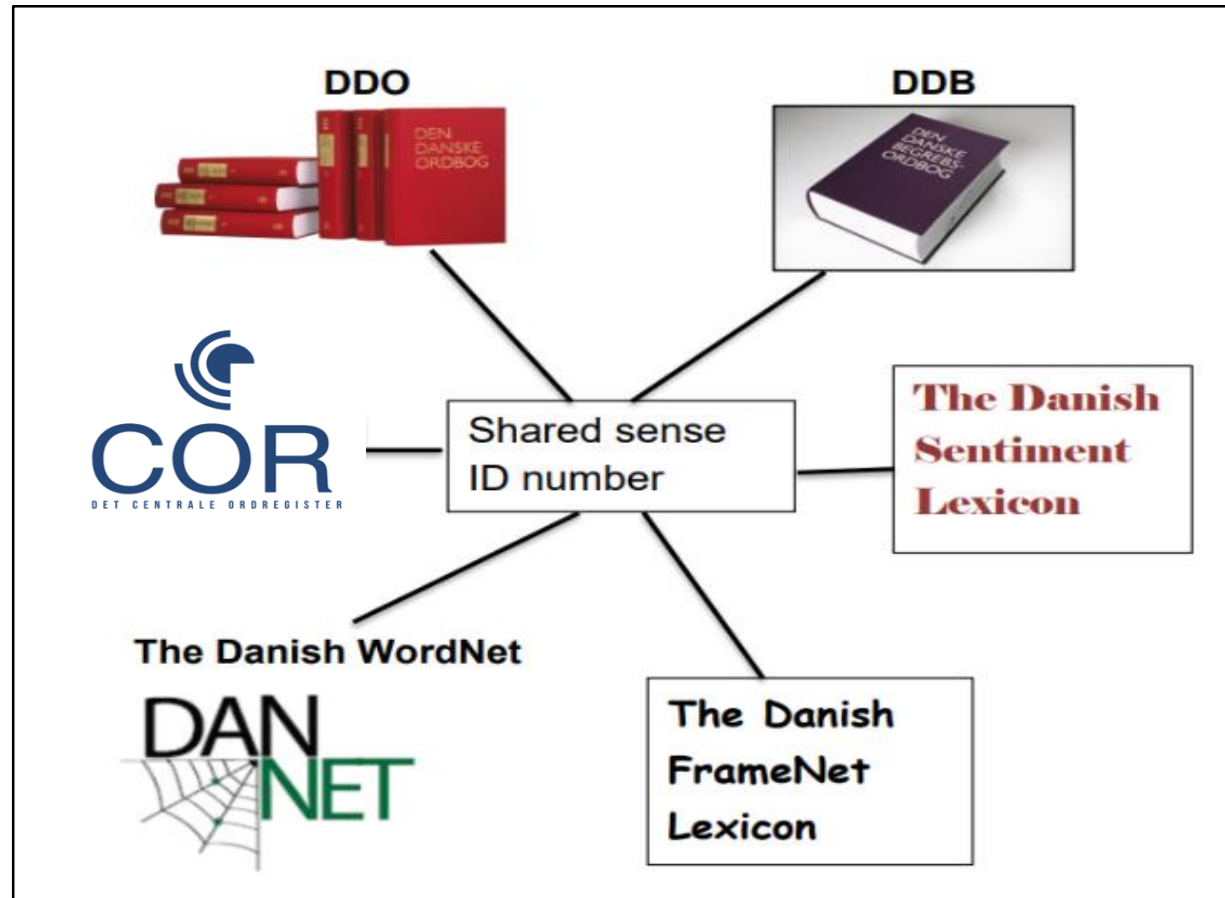 DDO
DDB
DEN
DANSKE
ORDBOG
DEN
DANSKE
BEGREBS-
ORDBOG
COR
DET CENTRALE ORDREGISTER
Shared sense
ID number
The Danish
Sentiment
Lexicon
The Danish WordNet
DAN
NET
The Danish
FrameNet
Lexicon